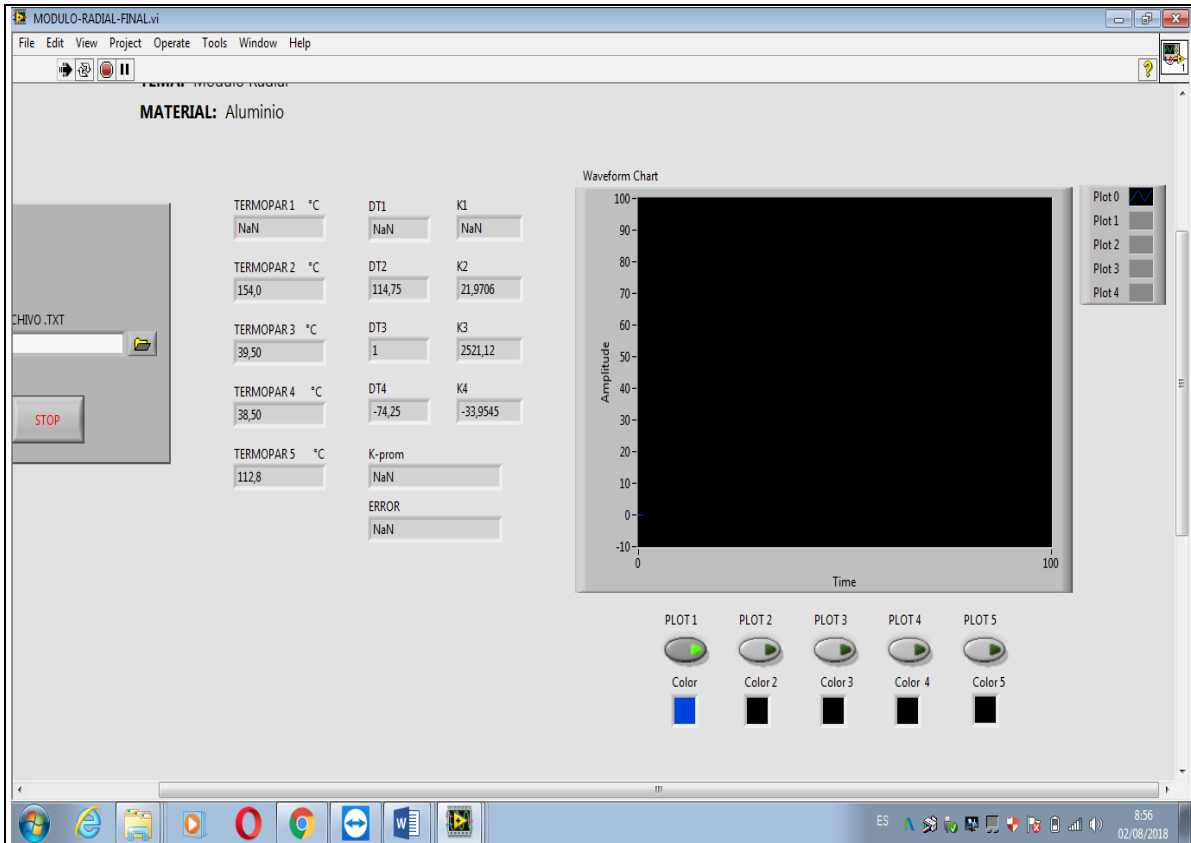 MODULO-RADIAL-FINAL.vi
File Edit View Project Operate Tools Window Help
TEMA: Modulo Radial
MATERIAL: Aluminio
CHIVO .TXT
STOP
TERMOPAR 1 °C DT1 K1
NaN NaN NaN
TERMOPAR 2 °C DT2 K2
154,0 114,75 21,9706
TERMOPAR 3 °C DT3 K3
39,50 1 2521,12
TERMOPAR 4 °C DT4 K4
38,50 -74,25 -33,9545
TERMOPAR 5 °C K-prom
112,8 NaN
ERROR
NaN
Waveform Chart
100
90
80
70
60
50
40
30
20
10
0
-10
Amplitude
0 100
Time
Plot 0
Plot 1
Plot 2
Plot 3
Plot 4
PLOT 1 PLOT 2 PLOT 3 PLOT 4 PLOT 5
Color Color 2 Color 3 Color 4 Color 5
ES
8:56
02/08/2018